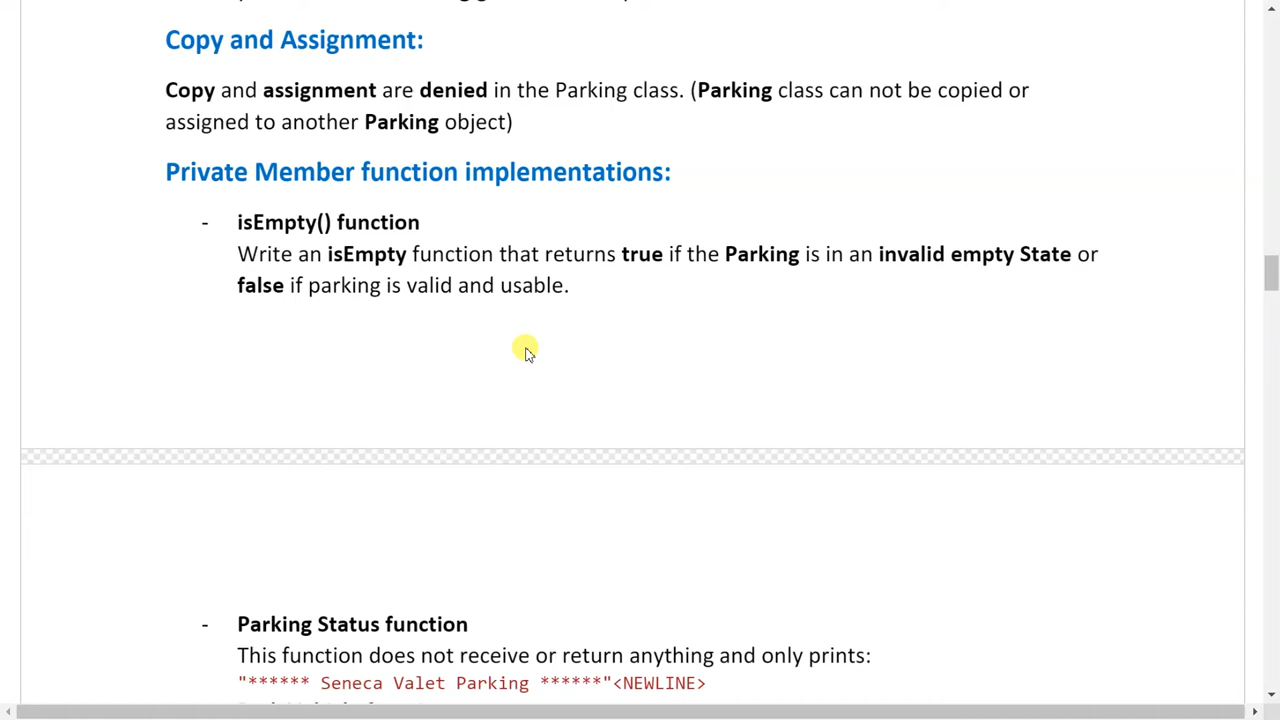 Copy and Assignment:
Copy and assignment are denied in the Parking class. (Parking class can not be copied or
assigned to another Parking object)
Private Member function implementations:
- isEmpty() function
Write an isEmpty function that returns true if the Parking is in an invalid empty State or
false if parking is valid and usable.
- Parking Status function
This function does not receive or return anything and only prints:
"****** Seneca Valet Parking ******"<NEWLINE>